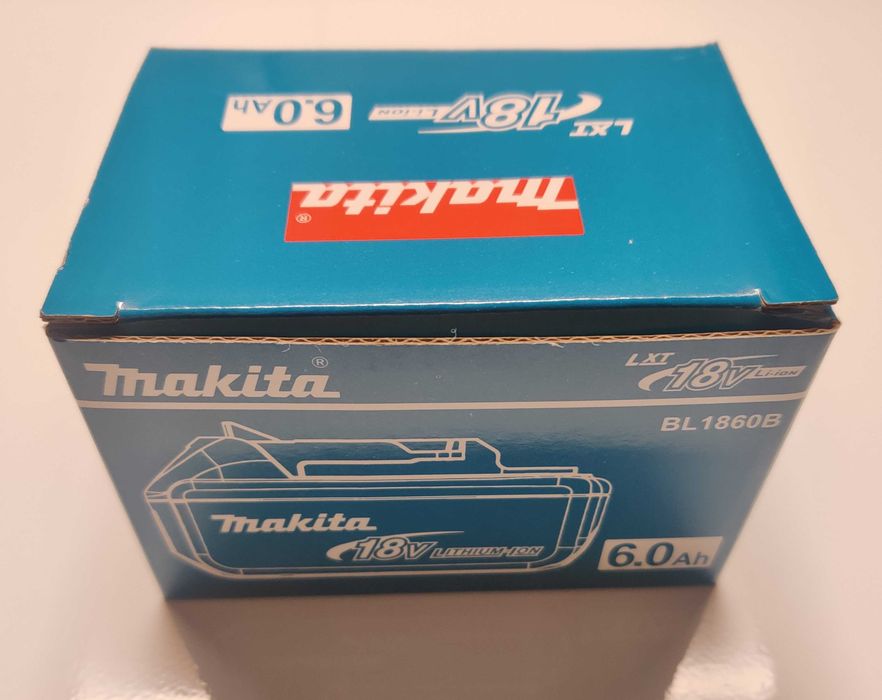 6.0Ah
18V Li-ion
LXT
makita®
makita®
LXT
18V Li-ion
BL1860B
makita
18V LITHIUM-ION
6.0Ah